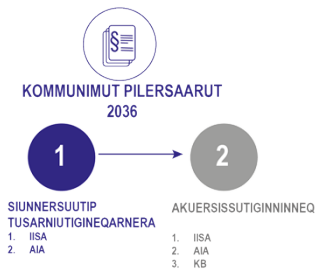 §
KOMMUNIMUT PILERSAARUT
2036
1
2
SIUNNERSUUTIP
TUSARNIUTIGINEQARNERA
1. IISA
2. AIA
AKUERSISSUTIGINNINNEQ
1. IISA
2. AIA
3. KB